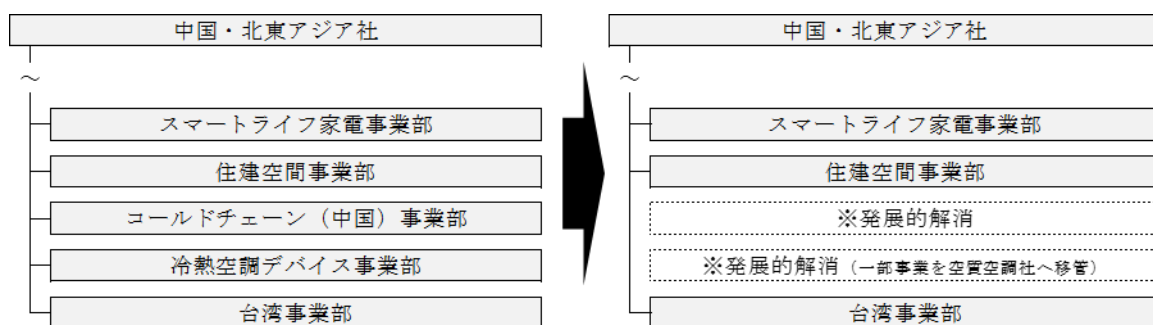 中国・北東アジア社
～
スマートライフ家電事業部
住建空間事業部
コールドチェーン（中国）事業部
冷熱空調デバイス事業部
台湾事業部
中国・北東アジア社
～
スマートライフ家電事業部
住建空間事業部
※発展的解消
※発展的解消（一部事業を空質空調社へ移管）
台湾事業部